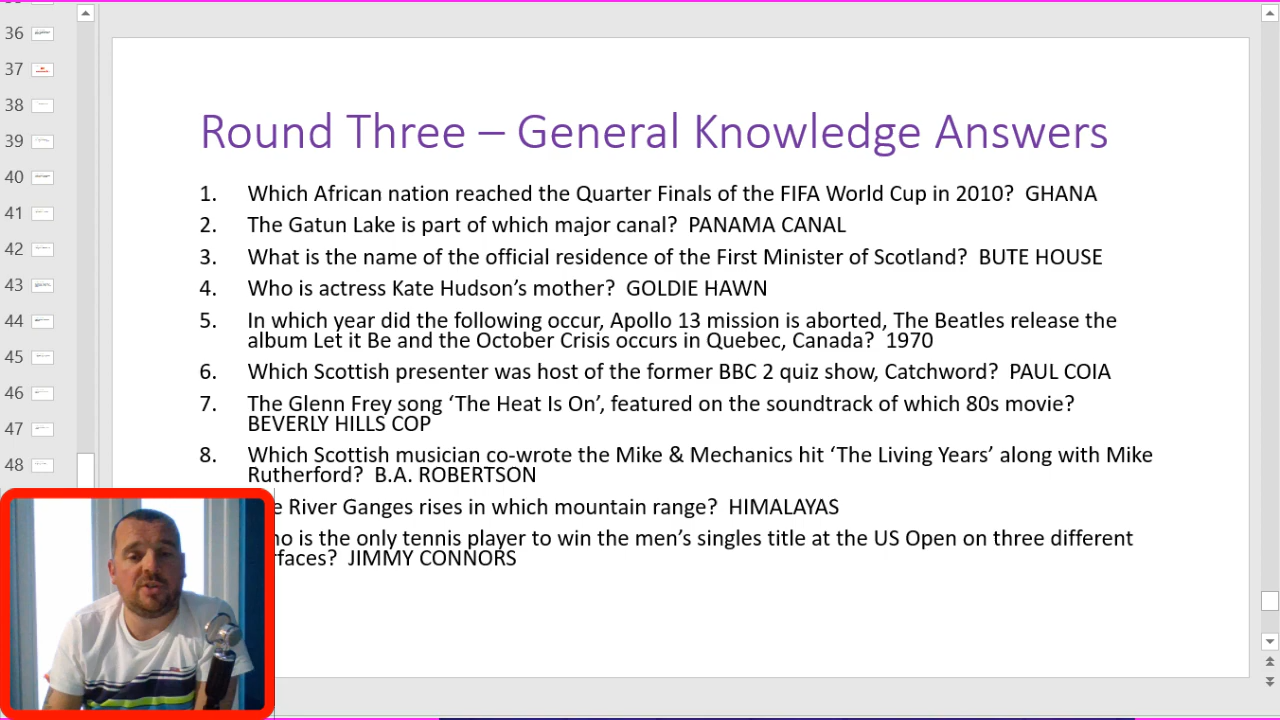 36
37
38
39
40
41
42
43
44
45
46
47
48
Round Three – General Knowledge Answers
1. Which African nation reached the Quarter Finals of the FIFA World Cup in 2010? GHANA
2. The Gatun Lake is part of which major canal? PANAMA CANAL
3. What is the name of the official residence of the First Minister of Scotland? BUTE HOUSE
4. Who is actress Kate Hudson’s mother? GOLDIE HAWN
5. In which year did the following occur, Apollo 13 mission is aborted, The Beatles release the
album Let it Be and the October Crisis occurs in Quebec, Canada? 1970
6. Which Scottish presenter was host of the former BBC 2 quiz show, Catchword? PAUL COIA
7. The Glenn Frey song ‘The Heat Is On’, featured on the soundtrack of which 80s movie?
BEVERLY HILLS COP
8. Which Scottish musician co-wrote the Mike & Mechanics hit ‘The Living Years’ along with Mike
Rutherford? B.A. ROBERTSON
River Ganges rises in which mountain range? HIMALAYAS
is the only tennis player to win the men’s singles title at the US Open on three different
JIMMY CONNORS